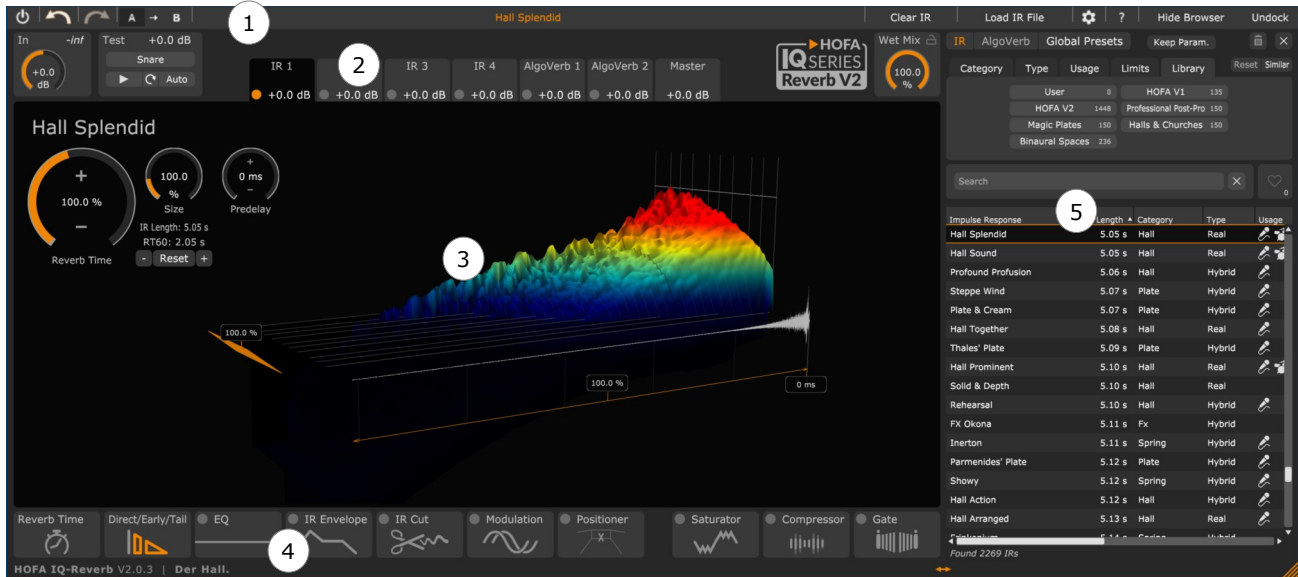 A → B
1
Hall Splendid
Clear IR
Load IR File
?
Hide Browser
Undock
In -inf
+0.0
dB
Test +0.0 dB
Snare
Auto
2
IR 1
+0.0 dB
+0.0 dB
IR 3
+0.0 dB
IR 4
+0.0 dB
AlgoVerb 1
+0.0 dB
AlgoVerb 2
+0.0 dB
Master
+0.0 dB
HOFA
IQ SERIES
Reverb V2
Wet Mix
100.0
%
Hall Splendid
+
100.0 %
−
Reverb Time
100.0
%
Size
IR Length: 5.05 s
RT60: 2.05 s
- Reset +
+
0 ms
−
Predelay
3
100.0 %
100.0 %
0 ms
Reverb Time
Direct/Early/Tail
EQ
IR Envelope
IR Cut
Modulation
Positioner
X
Saturator
Compressor
Gate
4
HOFA IQ-Reverb V2.0.3 | Der Hall.
IR AlgoVerb Global Presets Keep Param.
Category Type Usage Limits Library Reset Similar
User 0 HOFA V1 135
HOFA V2 1448 Professional Post-Pro 150
Magic Plates 150 Halls & Churches 150
Binaural Spaces 236
Search
0
5
Impulse Response Length Category Type Usage
Hall Splendid 5.05 s Hall Real
Hall Sound 5.05 s Hall Real
Profound Profusion 5.06 s Hall Hybrid
Steppe Wind 5.07 s Plate Hybrid
Plate & Cream 5.07 s Plate Hybrid
Hall Together 5.08 s Hall Real
Thales' Plate 5.09 s Plate Hybrid
Hall Prominent 5.10 s Hall Real
Solid & Depth 5.10 s Hall Real
Rehearsal 5.10 s Hall Hybrid
FX Okona 5.11 s Fx Hybrid
Inerton 5.11 s Spring Hybrid
Parmenides' Plate 5.12 s Plate Hybrid
Showy 5.12 s Spring Hybrid
Hall Action 5.12 s Hall Hybrid
Hall Arranged 5.13 s Hall Real
Found 2269 IRs